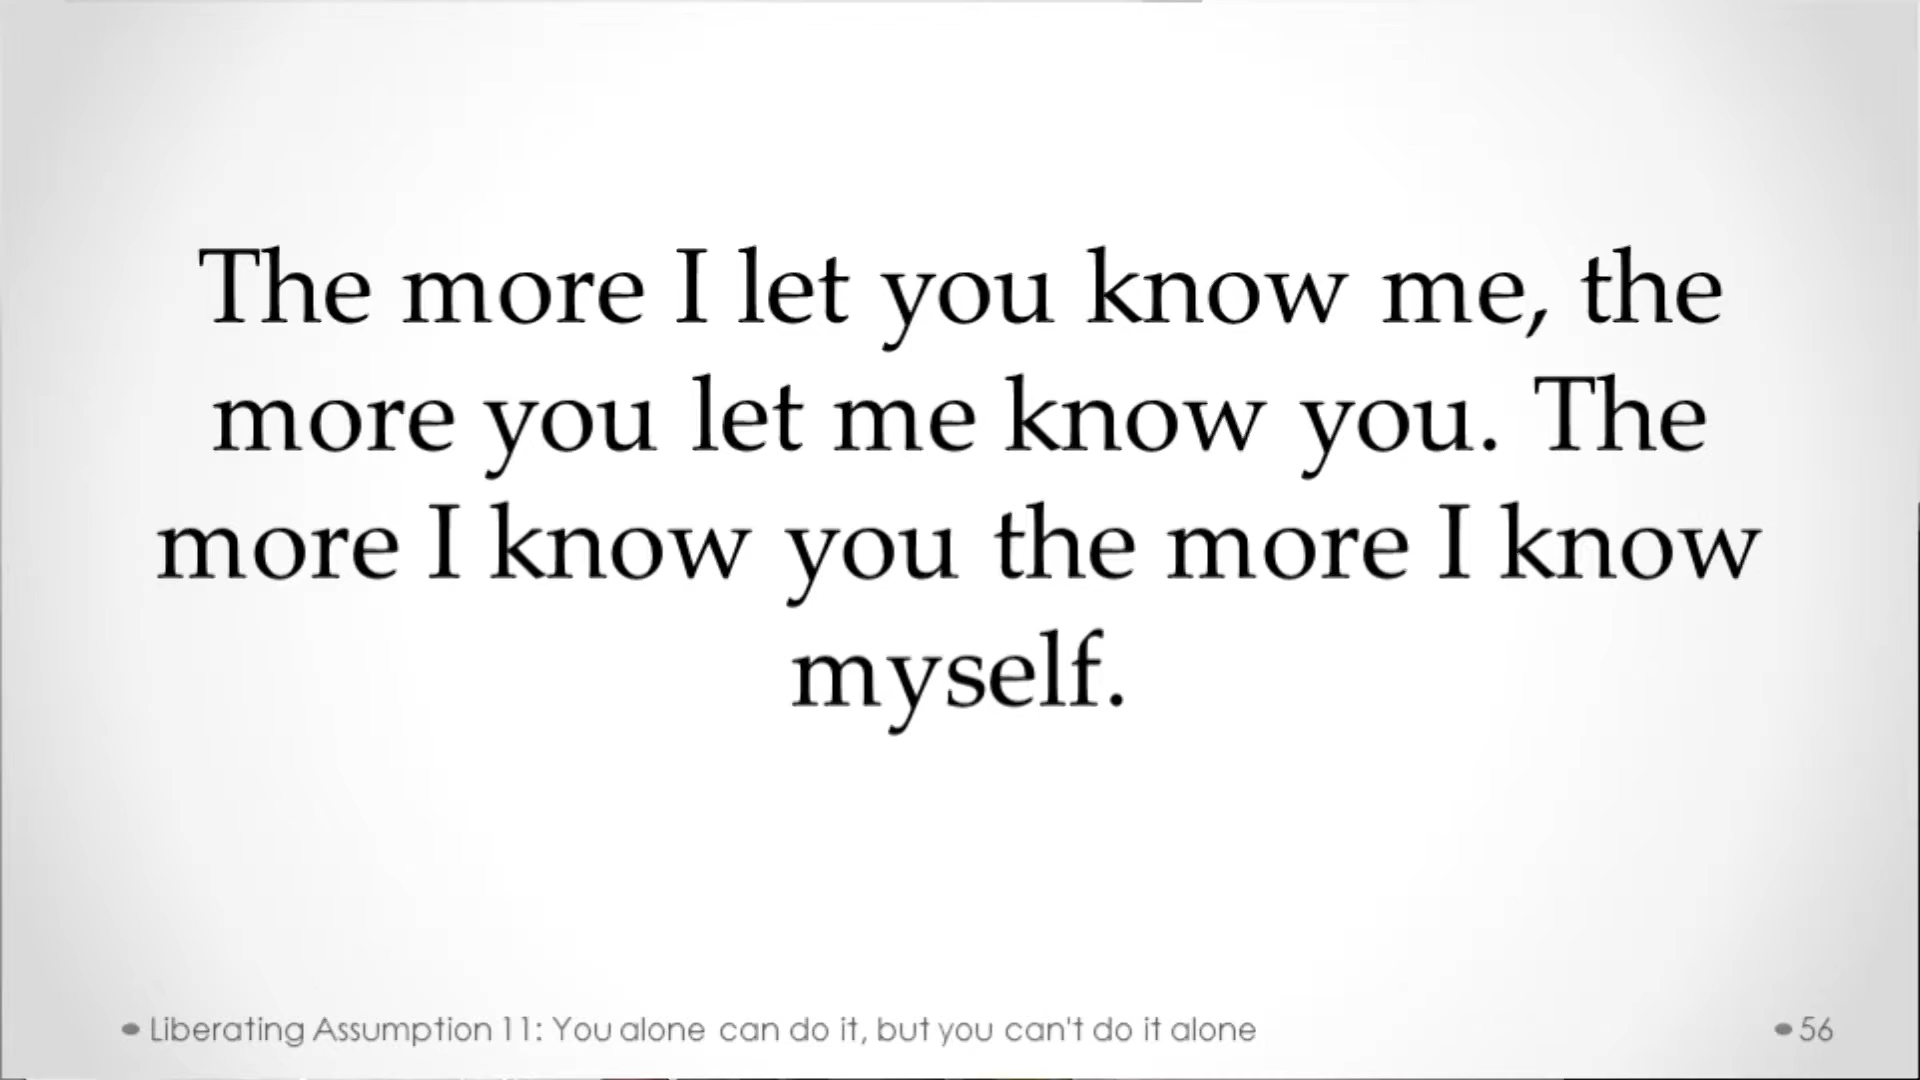 The more I let you know me, the
more you let me know you. The
more I know you the more I know
myself.
Liberating Assumption 11: You alone can do it, but you can't do it alone
56